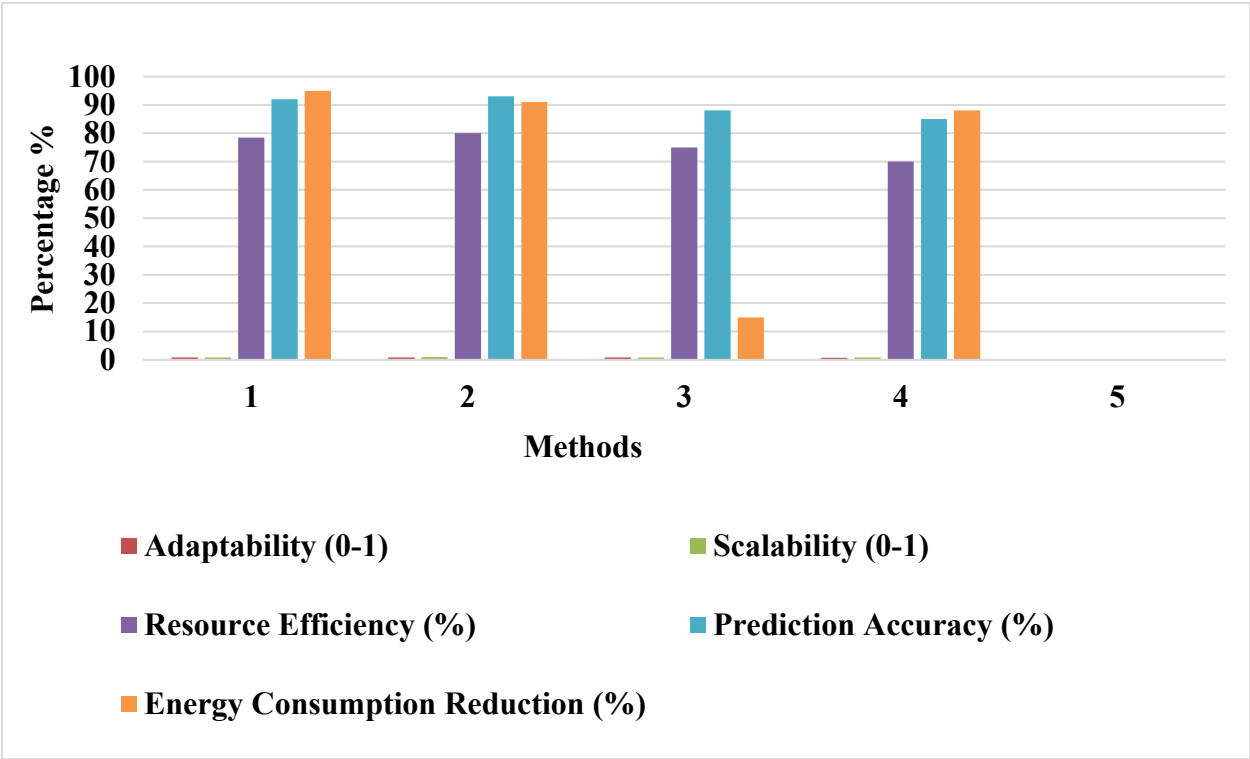 Percentage %
100
90
80
70
60
50
40
30
20
10
0
1 2 3 4 5
Methods
Adaptability (0-1) Scalability (0-1)
Resource Efficiency (%) Prediction Accuracy (%)
Energy Consumption Reduction (%)